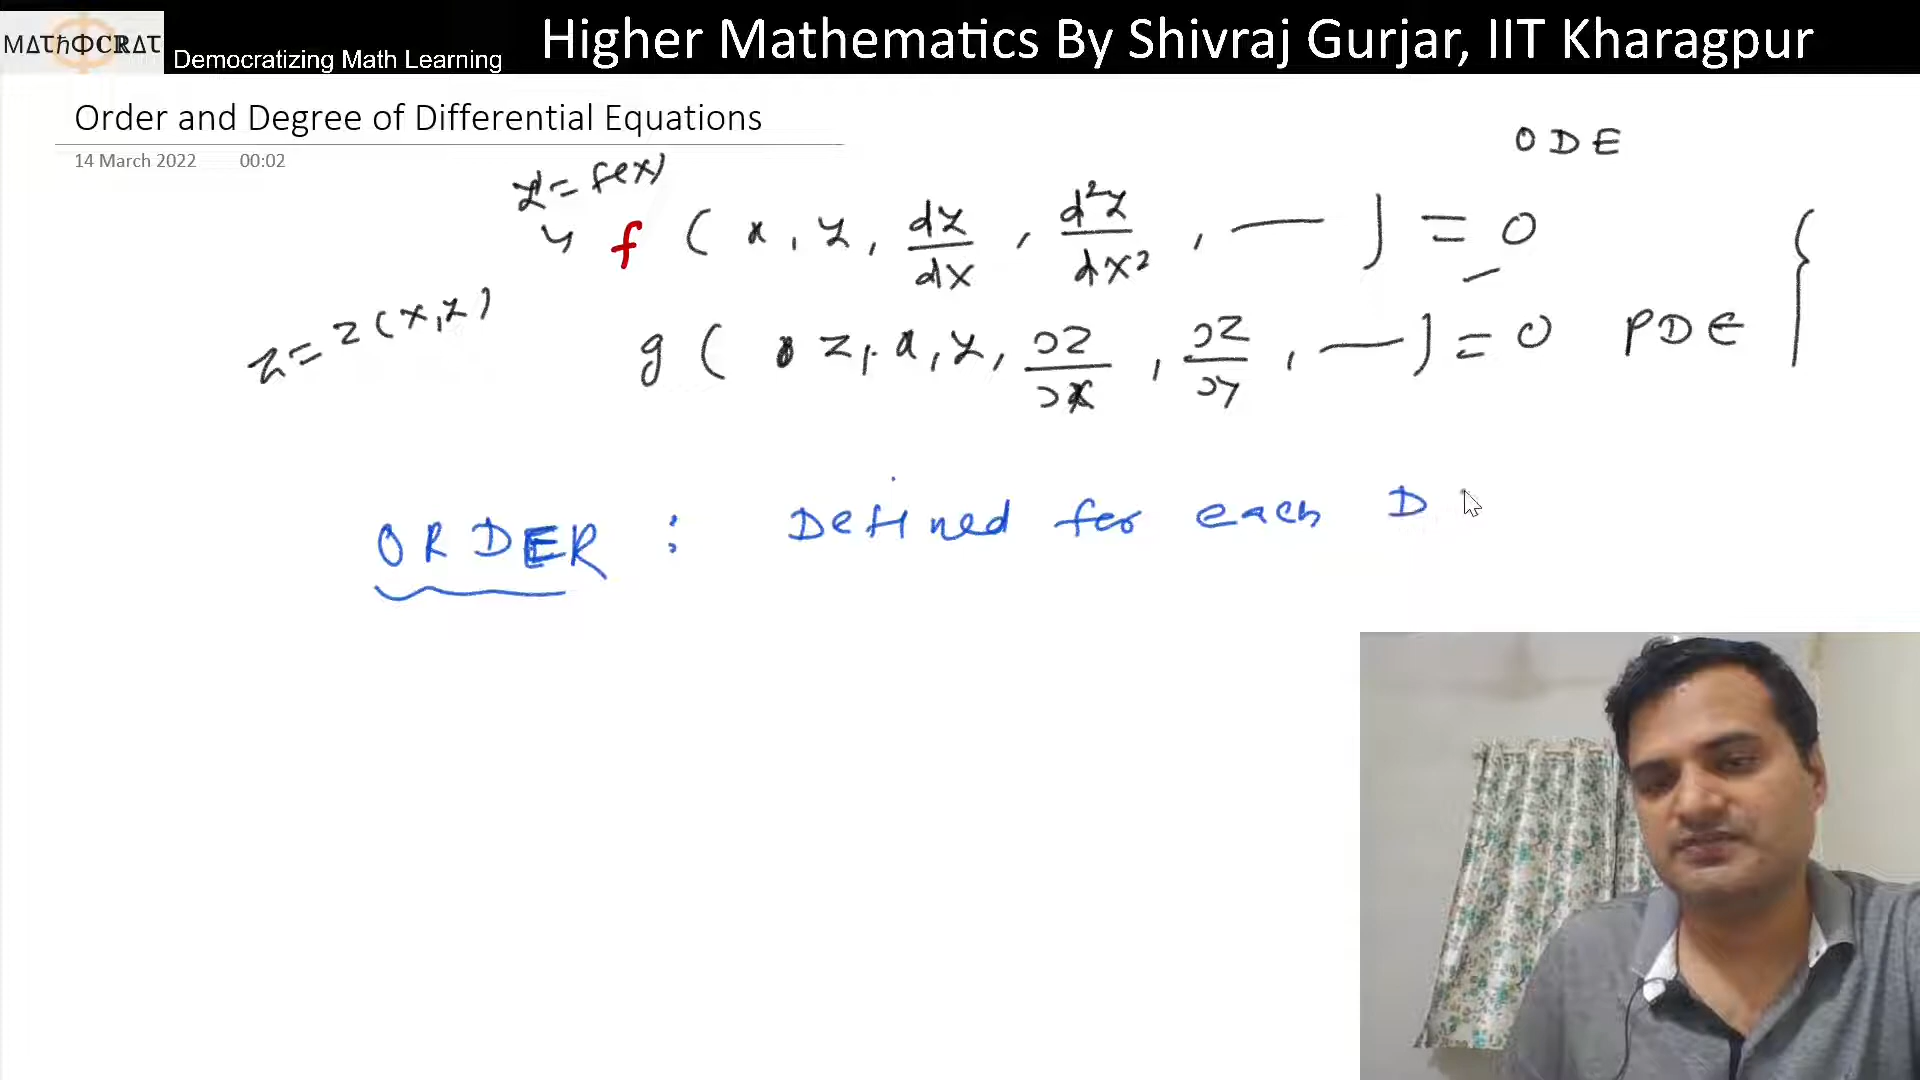 MΔTℏΦCℝΔT Democratizing Math Learning Higher Mathematics By Shivraj Gurjar, IIT Kharagpur
Order and Degree of Differential Equations
14 March 2022 00:02
ODE
y = f(x)
f ( x, y, dy/dx, d²y/dx², — ) = 0
z = z(x,y)
g ( z, x, y, ∂z/∂x, ∂z/∂y, — ) = 0 PDE
ORDER : Defined for each D